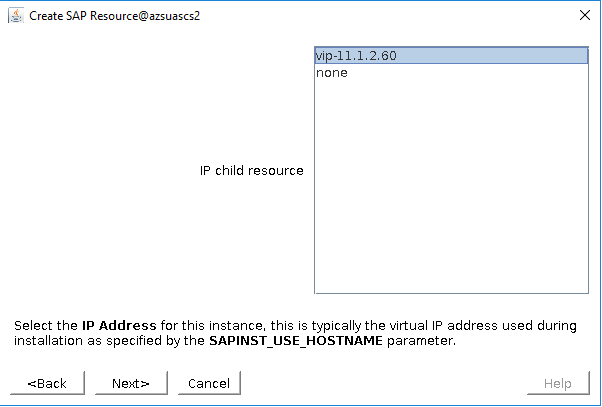 Create SAP Resource@azsuascs2
vip-11.1.2.60
none
IP child resource
Select the IP Address for this instance, this is typically the virtual IP address used during
installation as specified by the SAPINST_USE_HOSTNAME parameter.
<Back
Next>
Cancel
Help